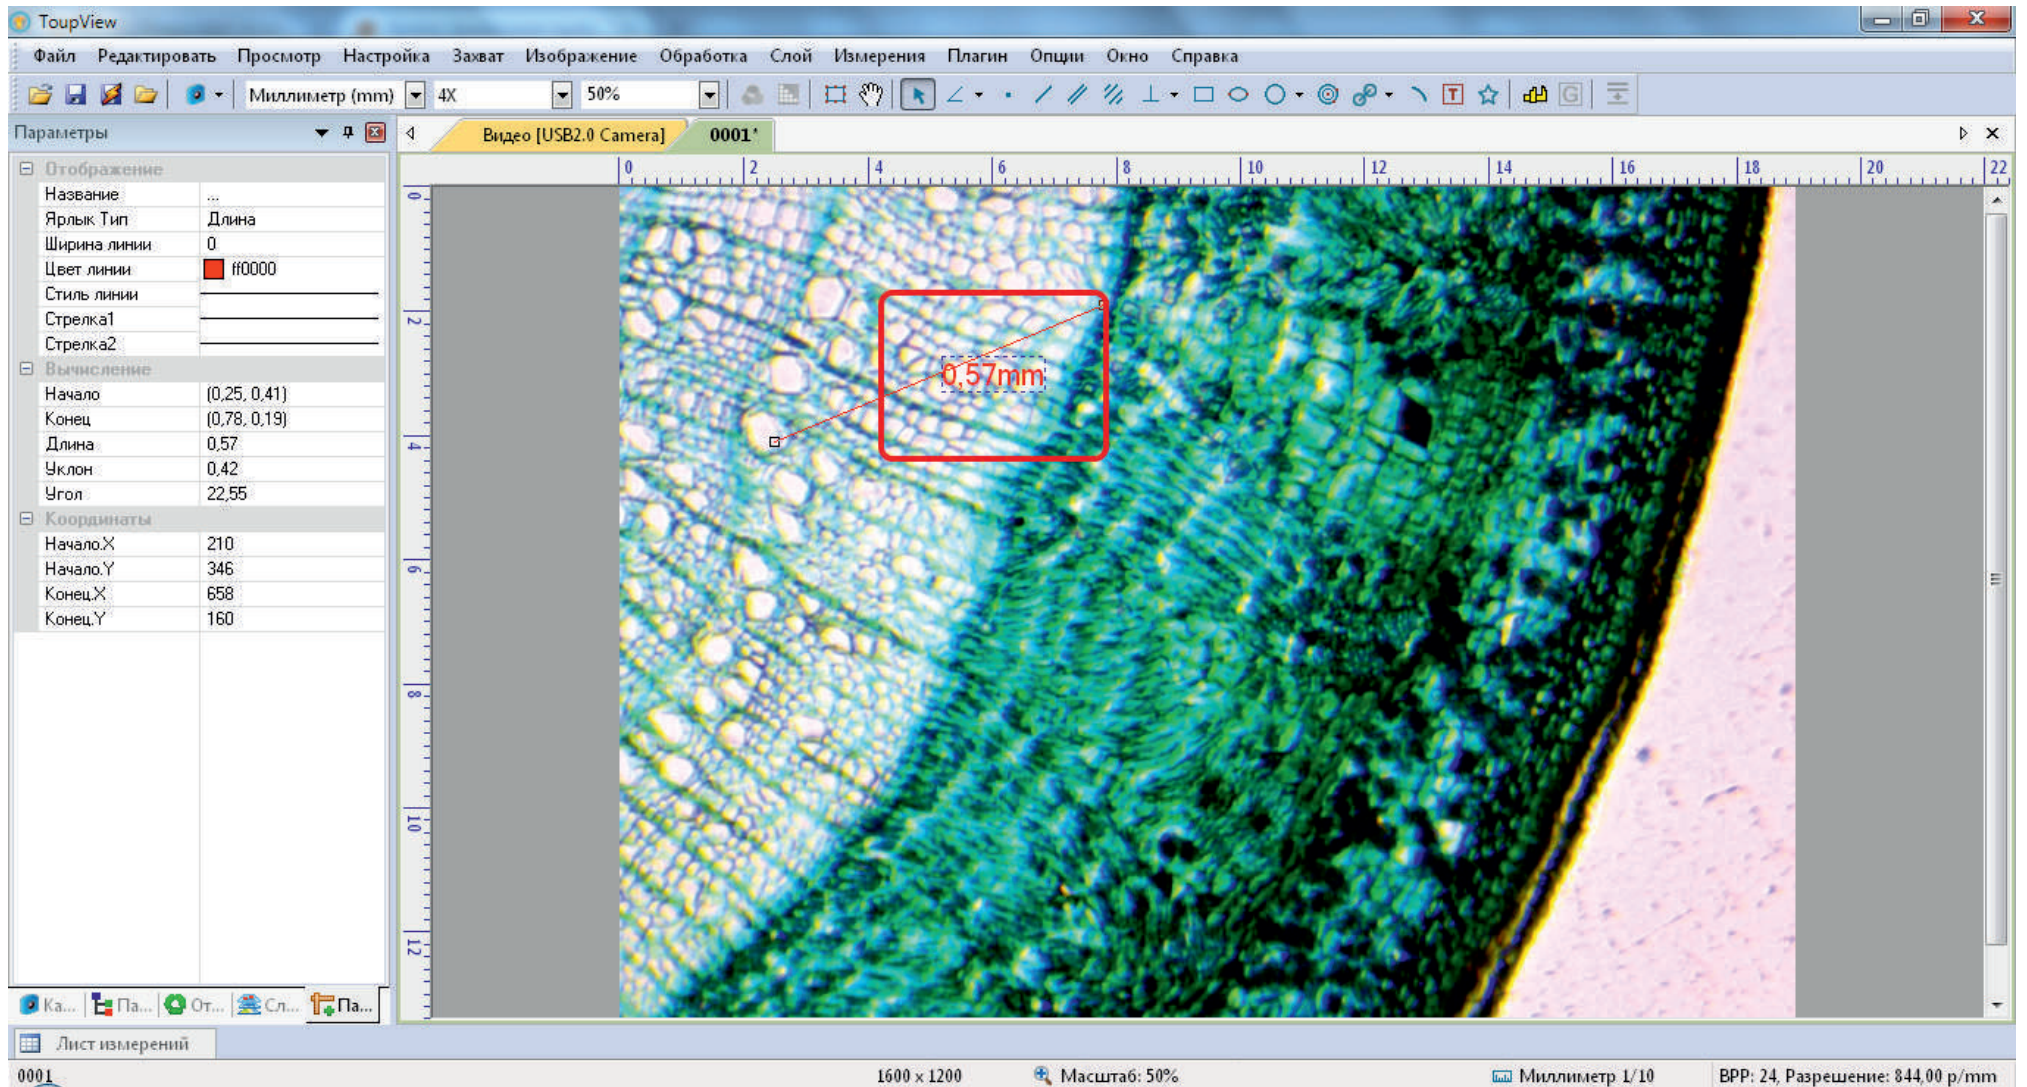 ToupView
Файл Редактировать Просмотр Настройка Захват Изображение Обработка Слой Измерения Плагин Опции Окно Справка
Миллиметр (mm) 4X 50% T G
Параметры
Видео [USB2.0 Camera] 0001*
0 2 4 6 8 10 12 14 16 18 20 22
0 2 4 6 8 10 12
Отображение
Название ...
Ярлык Тип Длина
Ширина линии 0
Цвет линии ff0000
Стиль линии
Стрелка1
Стрелка2
Вычисление
Начало (0,25, 0,41)
Конец (0,78, 0,19)
Длина 0,57
Уклон 0,42
Угол 22,55
Координаты
Начало.X 210
Начало.Y 346
Конец.X 658
Конец.Y 160
0,57mm
Ка... Па... От... Сл... Па...
Лист измерений
0001 1600 x 1200 Масштаб: 50% Миллиметр 1/10 BPP: 24, Разрешение: 844,00 p/mm